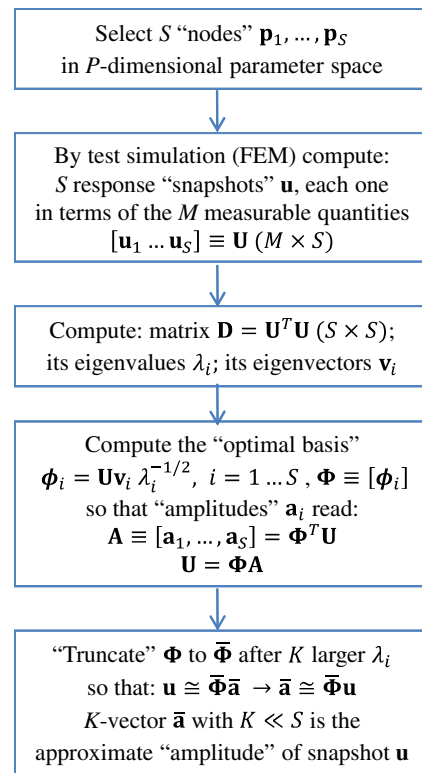 Select S “nodes” 𝐩₁, … , 𝐩_S
in P-dimensional parameter space
By test simulation (FEM) compute:
S response “snapshots” 𝐮, each one
in terms of the M measurable quantities
[𝐮₁ … 𝐮_S] ≡ 𝐔 (M × S)
Compute: matrix 𝐃 = 𝐔ᵀ𝐔 (S × S);
its eigenvalues λᵢ; its eigenvectors 𝐯ᵢ
Compute the “optimal basis”
𝝓ᵢ = 𝐔𝐯ᵢ λᵢ^{−1/2}, i = 1 … S , 𝚽 ≡ [𝝓ᵢ]
so that “amplitudes” 𝐚ᵢ read:
𝐀 ≡ [𝐚₁, … , 𝐚_S] = 𝚽ᵀ𝐔
𝐔 = 𝚽𝐀
“Truncate” 𝚽 to 𝚽̅ after K larger λᵢ
so that: 𝐮 ≅ 𝚽̅𝐚̅ → 𝐚̅ ≅ 𝚽̅𝐮
K-vector 𝐚̅ with K ≪ S is the
approximate “amplitude” of snapshot 𝐮